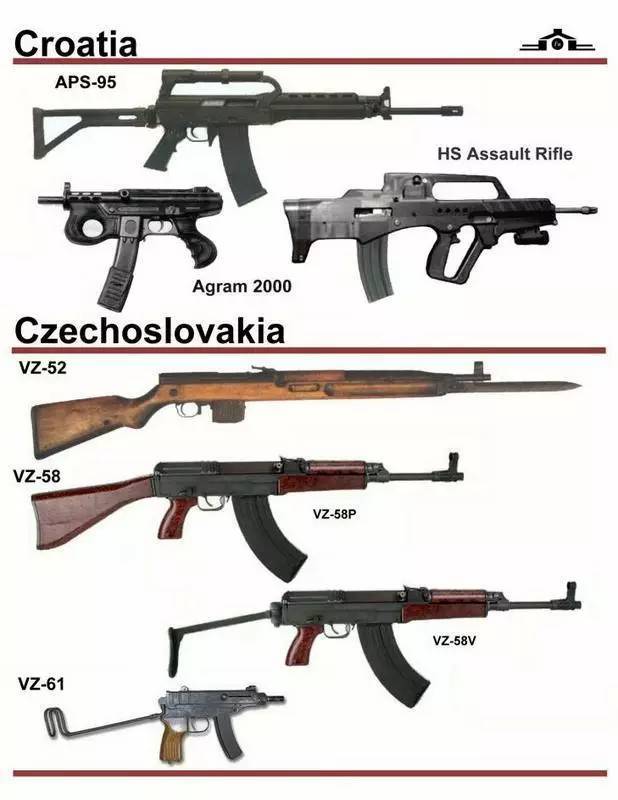 Croatia
APS-95
HS Assault Rifle
Agram 2000
Czechoslovakia
VZ-52
VZ-58
VZ-58P
VZ-58V
VZ-61